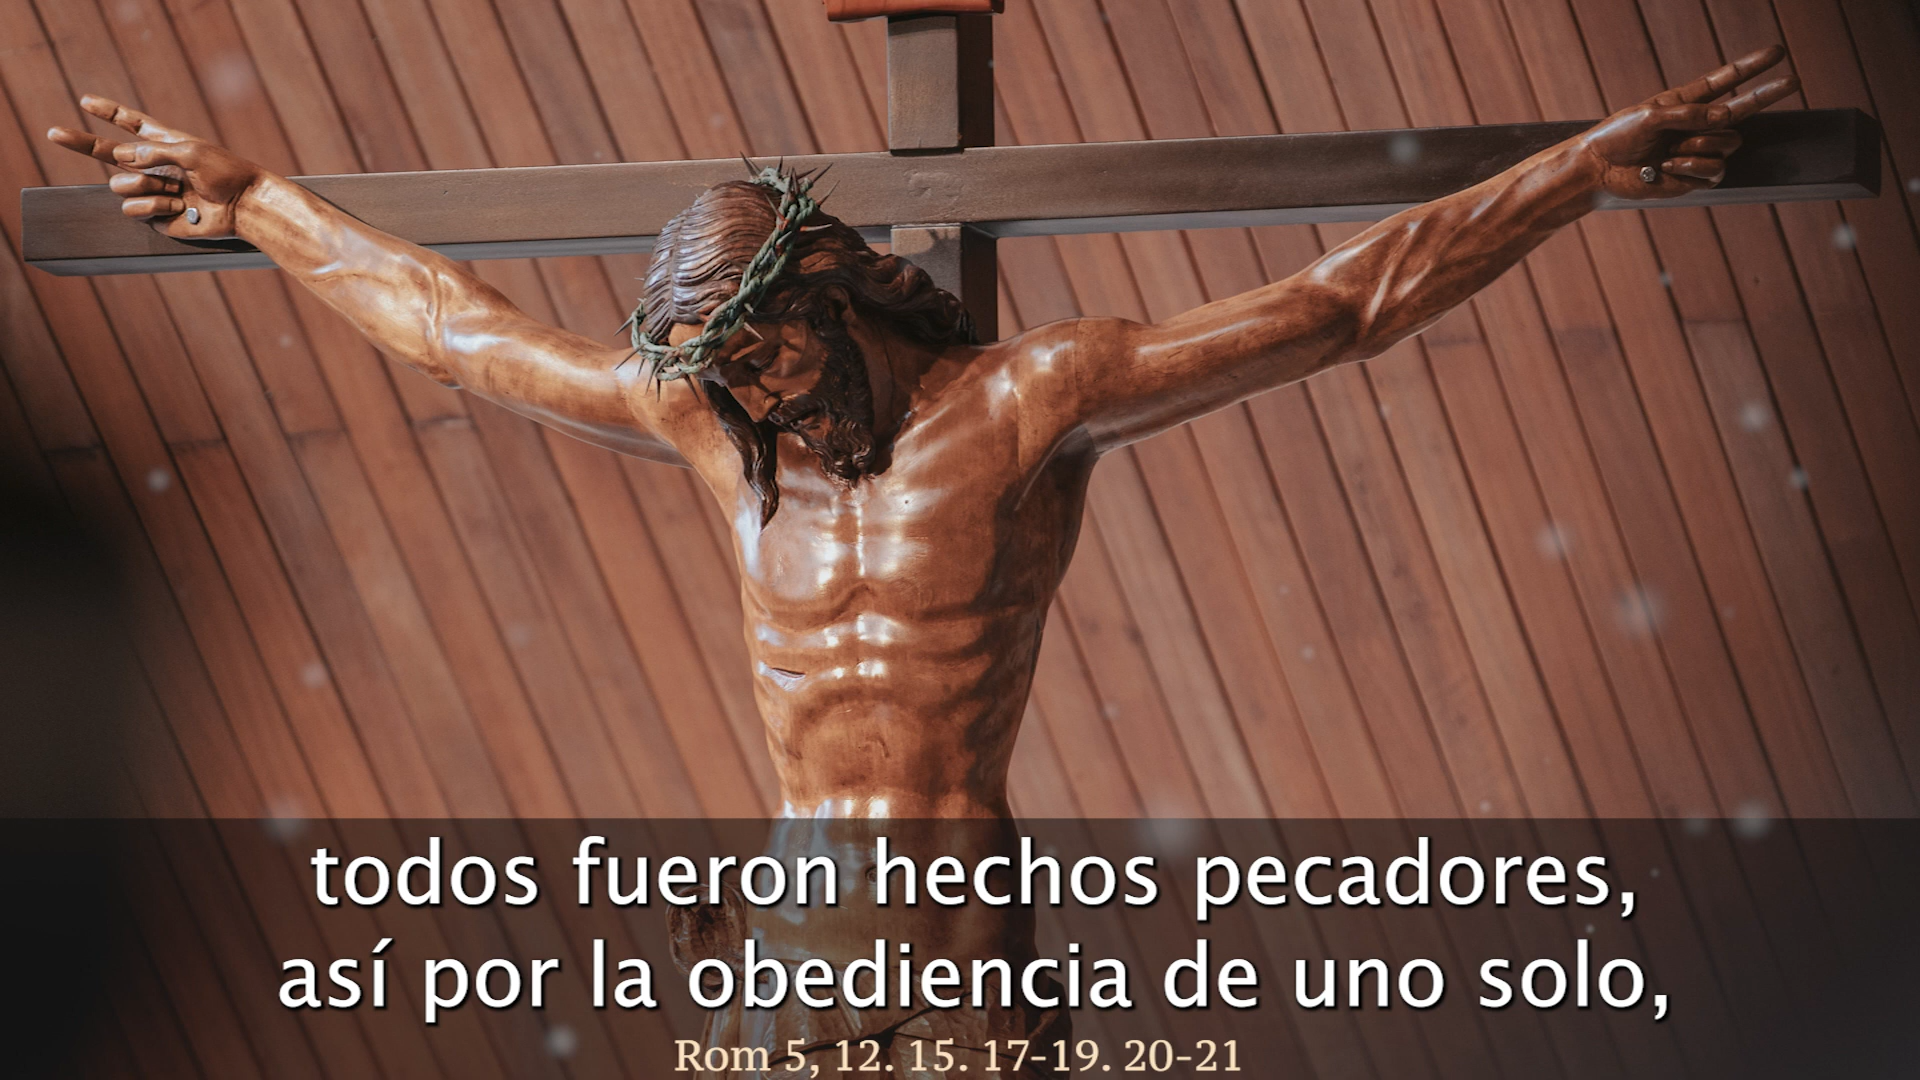 todos fueron hechos pecadores,
así por la obediencia de uno solo,
Rom 5, 12. 15. 17-19. 20-21